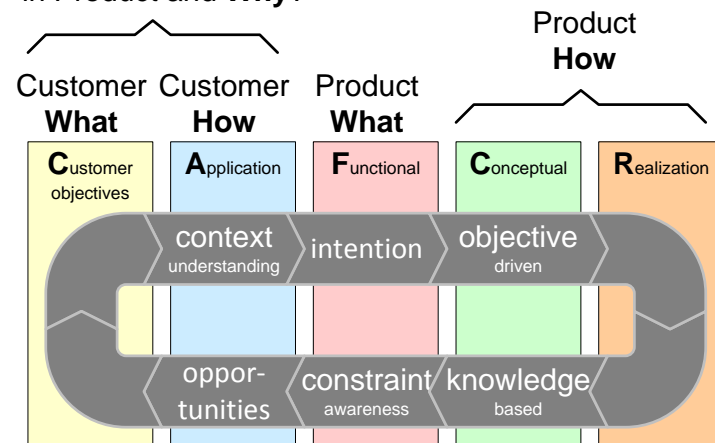 in Product and Why?
Product
How
Customer Customer Product
What How What
Customer objectives
Application
Functional
Conceptual
Realization
context
understanding
intention
objective
driven
oppor-
tunities
constraint
awareness
knowledge
based